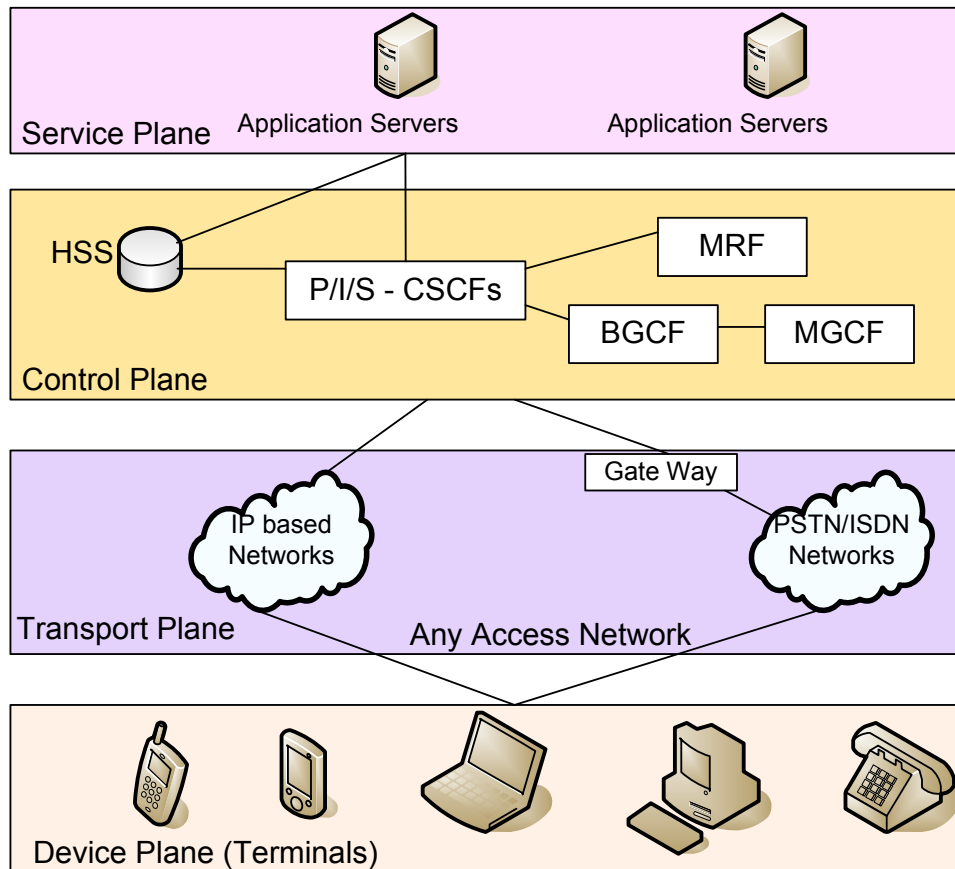 Application Servers
Application Servers
Service Plane
HSS
MRF
P/I/S - CSCFs
BGCF
MGCF
Control Plane
Gate Way
IP based
Networks
PSTN/ISDN
Networks
Transport Plane
Any Access Network
Device Plane (Terminals)